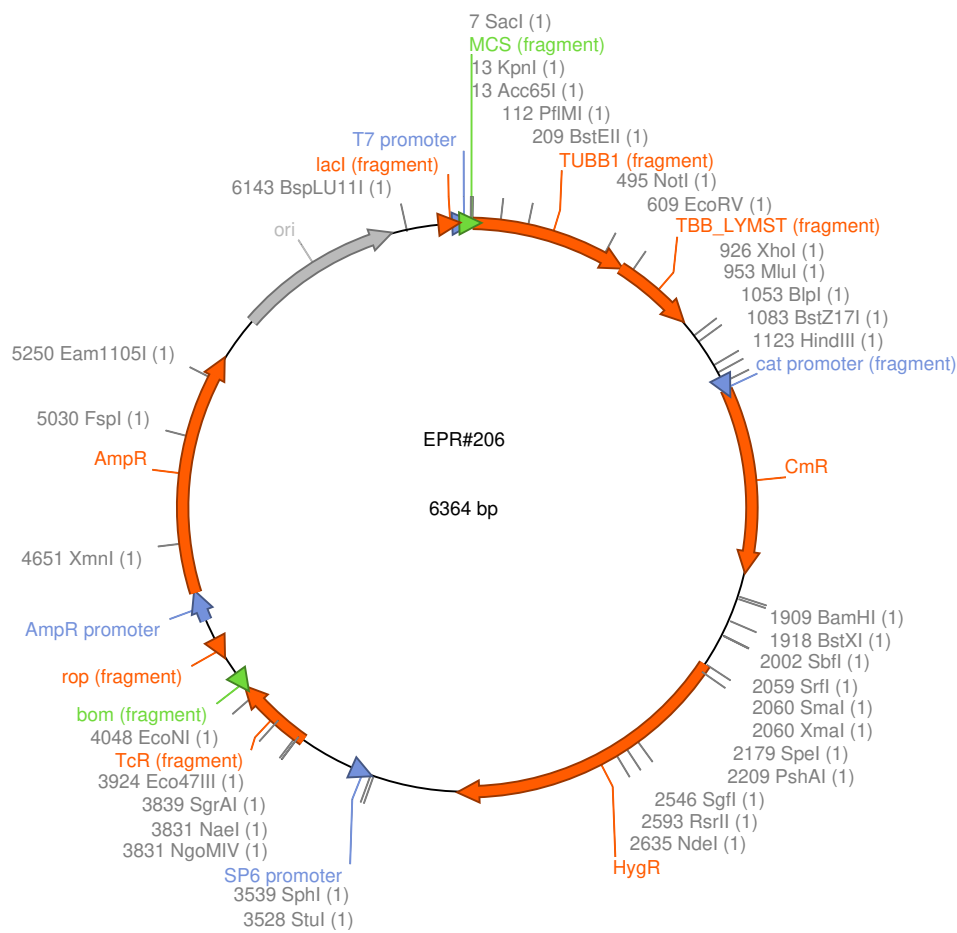 7 SacI (1)
MCS (fragment)
13 KpnI (1)
13 Acc65I (1)
112 PflMI (1)
209 BstEII (1)
TUBB1 (fragment)
495 NotI (1)
609 EcoRV (1)
TBB_LYMST (fragment)
926 XhoI (1)
953 MluI (1)
1053 BlpI (1)
1083 BstZ17I (1)
1123 HindIII (1)
cat promoter (fragment)
CmR
1909 BamHI (1)
1918 BstXI (1)
2002 SbfI (1)
2059 SrfI (1)
2060 SmaI (1)
2060 XmaI (1)
2179 SpeI (1)
2209 PshAI (1)
2546 SgfI (1)
2593 RsrII (1)
2635 NdeI (1)
HygR
3528 StuI (1)
3539 SphI (1)
SP6 promoter
3831 NgoMIV (1)
3831 NaeI (1)
3839 SgrAI (1)
3924 Eco47III (1)
TcR (fragment)
4048 EcoNI (1)
bom (fragment)
rop (fragment)
AmpR promoter
4651 XmnI (1)
AmpR
5030 FspI (1)
5250 Eam1105I (1)
ori
6143 BspLU11I (1)
lacI (fragment)
T7 promoter
EPR#206
6364 bp